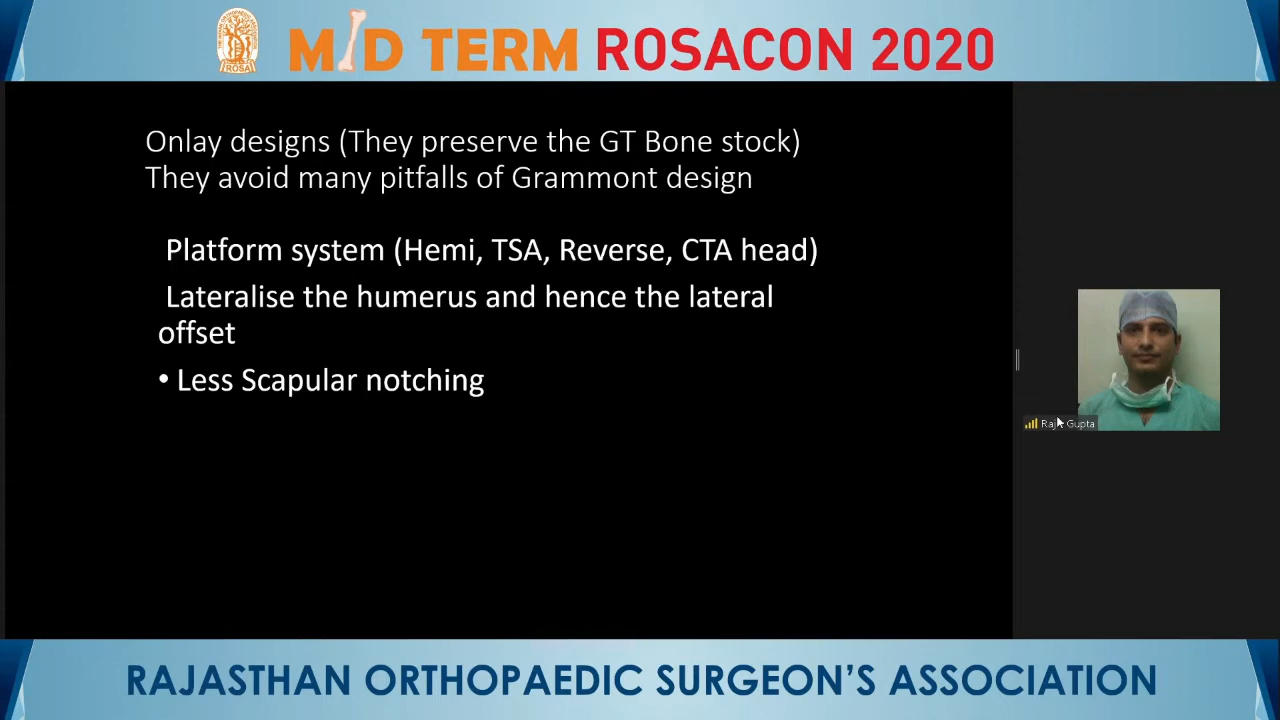 MID TERM ROSACON 2020
ROSA
Onlay designs (They preserve the GT Bone stock)
They avoid many pitfalls of Grammont design
Platform system (Hemi, TSA, Reverse, CTA head)
Lateralise the humerus and hence the lateral
offset
• Less Scapular notching
Gupta
RAJASTHAN ORTHOPAEDIC SURGEON'S ASSOCIATION